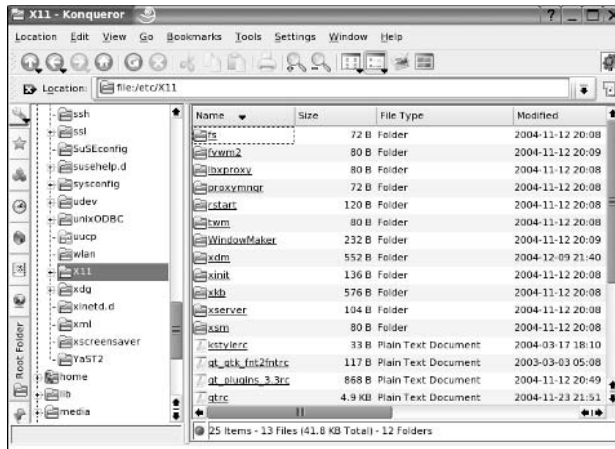 X11 - Konqueror
Location Edit View Go Bookmarks Tools Settings Window Help
Location: file:/etc/X11
ssh
ssl
SuSEconfig
susehelp.d
sysconfig
udev
unixODBC
uucp
wlan
X11
xdg
xinetd.d
xml
xscreensaver
YaST2
home
lib
media
Root Folder
Name Size File Type Modified
fs 72 B Folder 2004-11-12 20:08
fvwm2 80 B Folder 2004-11-12 20:09
lbxproxy 80 B Folder 2004-11-12 20:08
proxymngr 72 B Folder 2004-11-12 20:08
rstart 120 B Folder 2004-11-12 20:08
twm 80 B Folder 2004-11-12 20:08
WindowMaker 232 B Folder 2004-11-12 20:09
xdm 552 B Folder 2004-12-09 21:40
xinit 136 B Folder 2004-11-12 20:08
xkb 576 B Folder 2004-11-12 20:08
xserver 104 B Folder 2004-11-12 20:08
xsm 80 B Folder 2004-11-12 20:08
kstylerc 33 B Plain Text Document 2004-03-17 18:10
qt_gtk_fnt2fntrc 117 B Plain Text Document 2003-03-03 05:08
qt_plugins_3.3rc 868 B Plain Text Document 2004-11-12 20:49
qtrc 4.9 KB Plain Text Document 2004-11-23 21:51
25 Items - 13 Files (41.8 KB Total) - 12 Folders